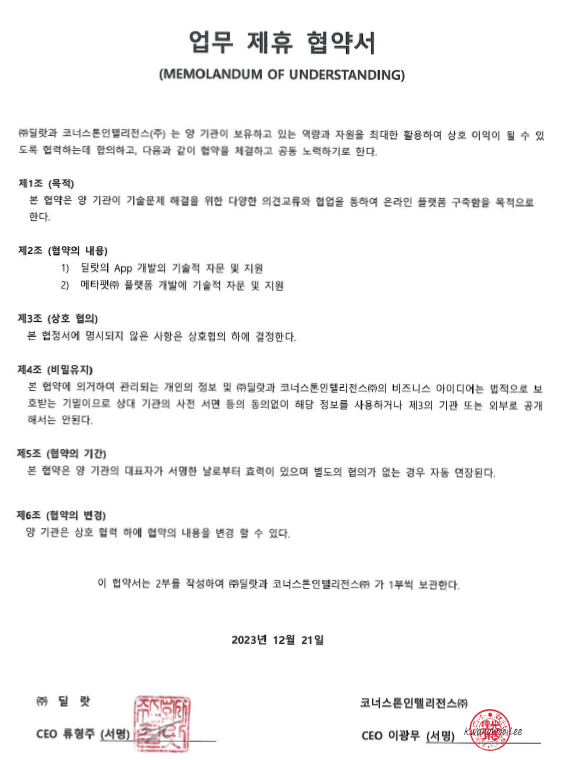 업무 제휴 협약서
(MEMOLANDUM OF UNDERSTANDING)
㈜딜랏과 코너스톤인텔리전스(주) 는 양 기관이 보유하고 있는 역량과 자원을 최대한 활용하여 상호 이익이 될 수 있
도록 협력하는데 합의하고, 다음과 같이 협약을 체결하고 공동 노력하기로 한다.
제1조 (목적)
본 협약은 양 기관이 기술문제 해결을 위한 다양한 의견교류와 협업을 통하여 온라인 플랫폼 구축함을 목적으로
한다.
제2조 (협약의 내용)
1) 딜랏의 App 개발의 기술적 자문 및 지원
2) 메타팻㈜ 플랫폼 개발에 기술적 자문 및 지원
제3조 (상호 협의)
본 협정서에 명시되지 않은 사항은 상호협의 하에 결정한다.
제4조 (비밀유지)
본 협약에 의거하여 관리되는 개인의 정보 및 ㈜딜랏과 코너스톤인텔리전스㈜의 비즈니스 아이디어는 법적으로 보
호받는 기밀이므로 상대 기관의 사전 서면 등의 동의없이 해당 정보를 사용하거나 제3의 기관 또는 외부로 공개
해서는 안된다.
제5조 (협약의 기간)
본 협약은 양 기관의 대표자가 서명한 날로부터 효력이 있으며 별도의 협의가 없는 경우 자동 연장된다.
제6조 (협약의 변경)
양 기관은 상호 협력 하에 협약의 내용을 변경 할 수 있다.
이 협약서는 2부를 작성하여 ㈜딜랏과 코너스톤인텔리전스㈜ 가 1부씩 보관한다.
2023년 12월 21일
㈜ 딜 랏
코너스톤인텔리전스㈜
CEO 류형주 (서명)
CEO 이광무 (서명)